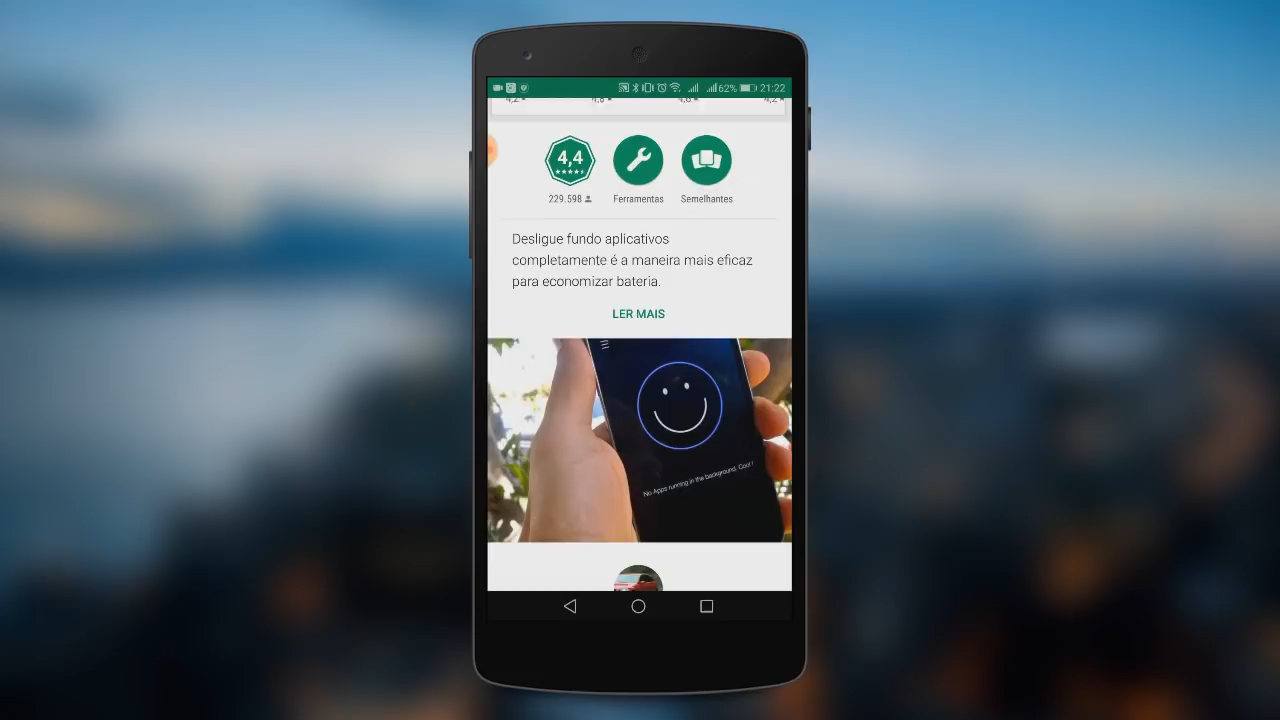 62% 21:22
4,4
229.598
Ferramentas
Semelhantes
Desligue fundo aplicativos
completamente é a maneira mais eficaz
para economizar bateria.
LER MAIS
No Apps running in the background. Cool !